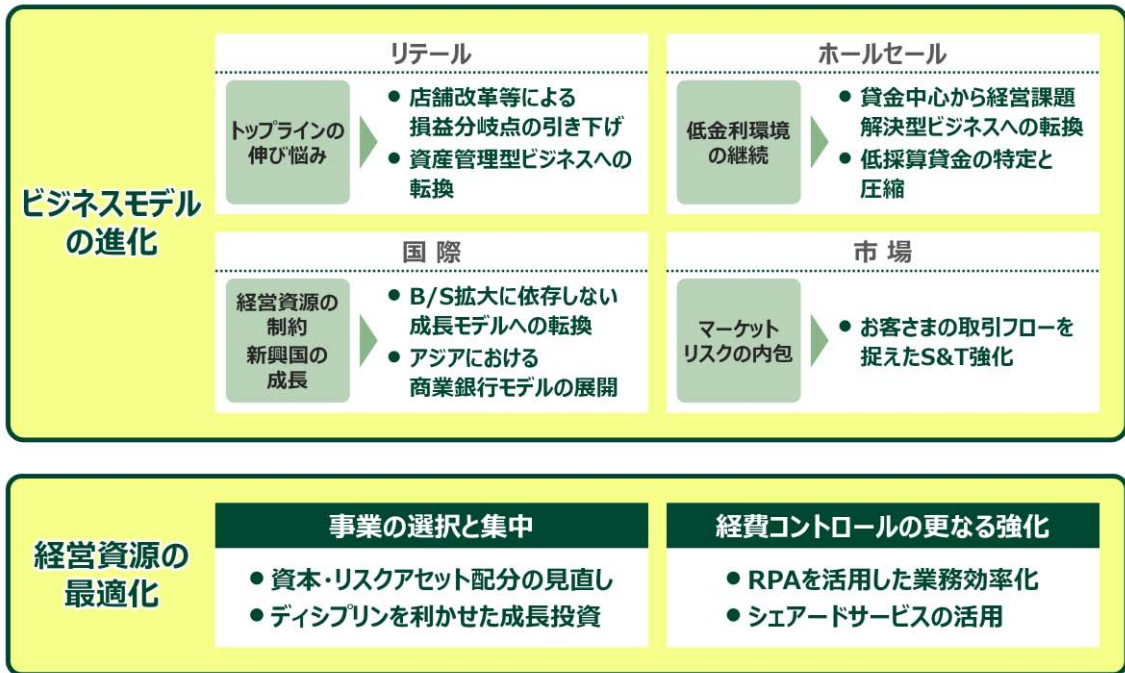 ビジネスモデル
の進化
リテール
トップラインの
伸び悩み
● 店舗改革等による
損益分岐点の引き下げ
● 資産管理型ビジネスへの
転換
ホールセール
低金利環境
の継続
● 貸金中心から経営課題
解決型ビジネスへの転換
● 低採算貸金の特定と
圧縮
国 際
経営資源の
制約
新興国の
成長
● B/S拡大に依存しない
成長モデルへの転換
● アジアにおける
商業銀行モデルの展開
市 場
マーケット
リスクの内包
● お客さまの取引フローを
捉えたS&T強化
経営資源の
最適化
事業の選択と集中
● 資本・リスクアセット配分の見直し
● ディシプリンを利かせた成長投資
経費コントロールの更なる強化
● RPAを活用した業務効率化
● シェアードサービスの活用